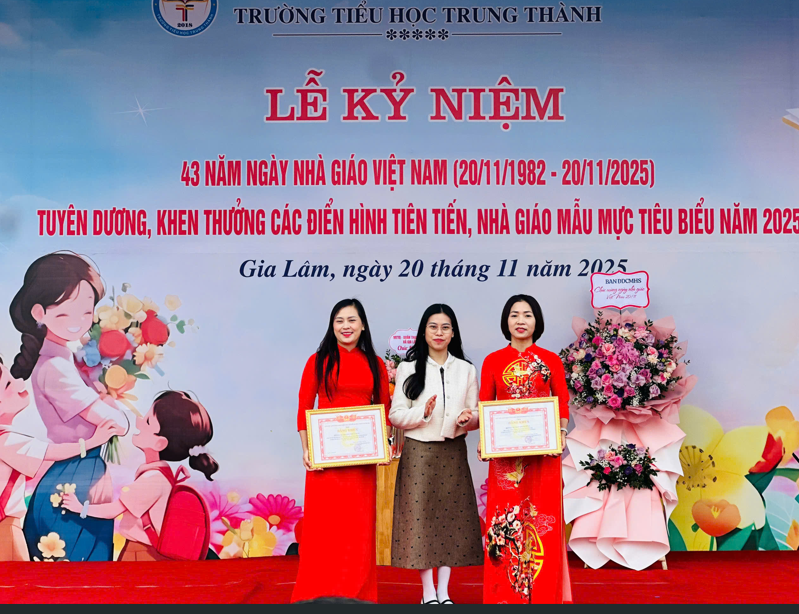 2018
TRƯỜNG TIỂU HỌC TRUNG THÀNH
*****
LỄ KỶ NIỆM
43 NĂM NGÀY NHÀ GIÁO VIỆT NAM (20/11/1982 - 20/11/2025)
TUYÊN DƯƠNG, KHEN THƯỞNG CÁC ĐIỂN HÌNH TIÊN TIẾN, NHÀ GIÁO MẪU MỰC TIÊU BIỂU NĂM 2025
Gia Lâm, ngày 20 tháng 11 năm 2025
BAN ĐDCMHS